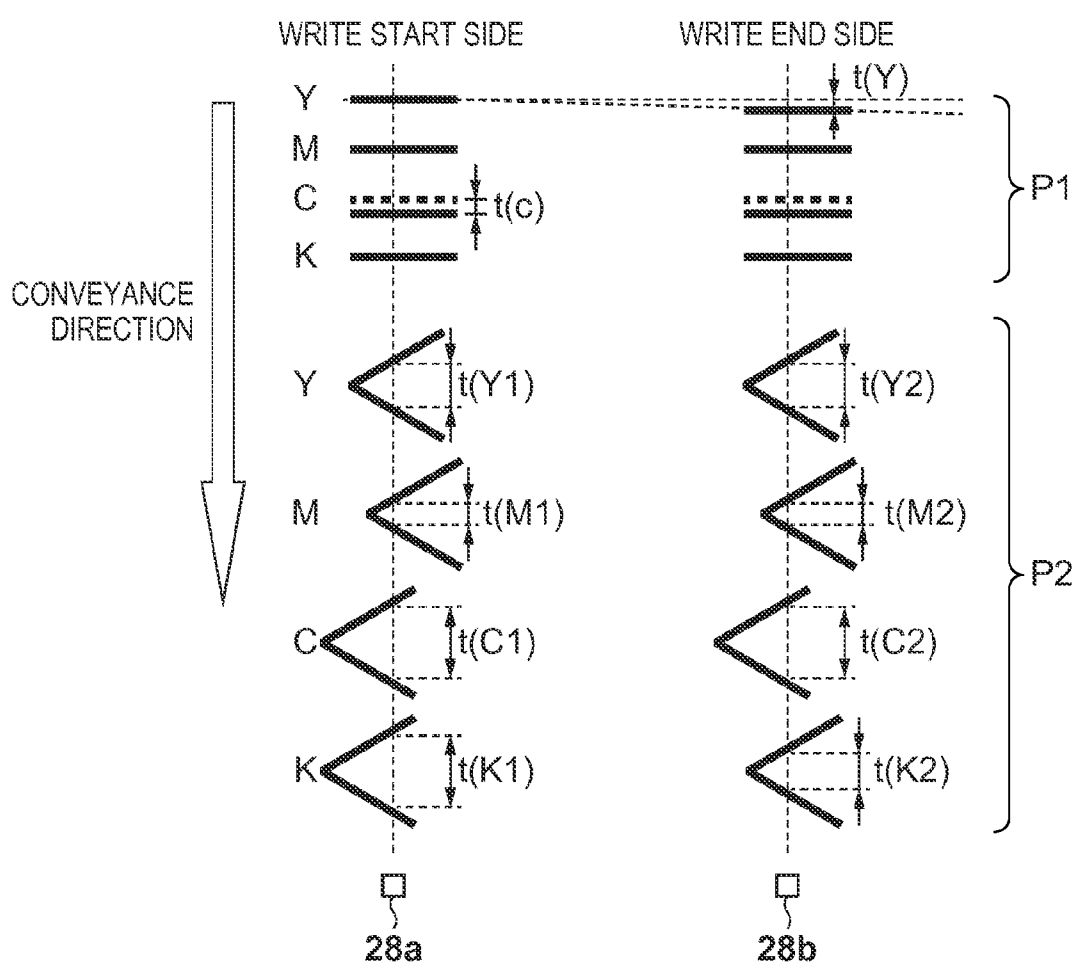 WRITE START SIDE
WRITE END SIDE
Y
t(Y)
M
C
t(c)
K
P1
CONVEYANCE
DIRECTION
Y
t(Y1)
t(Y2)
M
t(M1)
t(M2)
P2
C
t(C1)
t(C2)
K
t(K1)
t(K2)
28a
28b